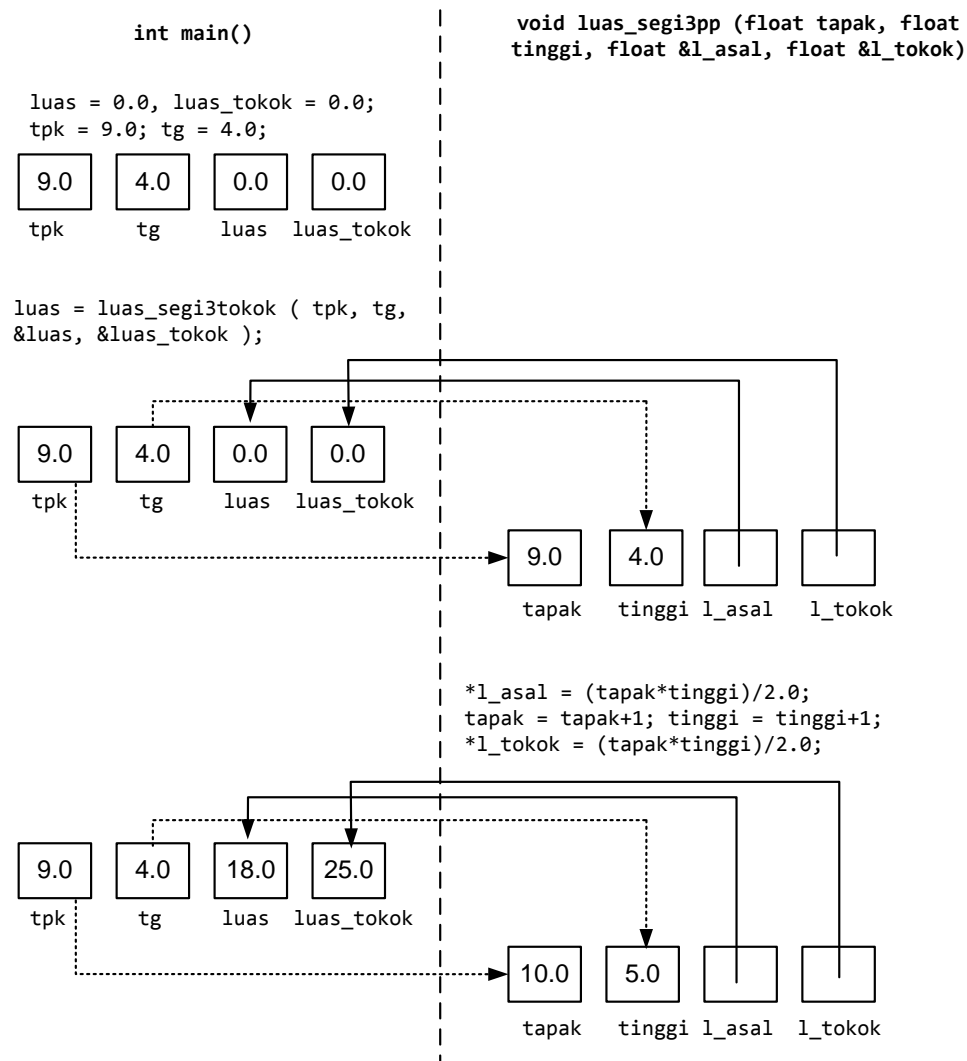 int main()
void luas_segi3pp (float tapak, float
tinggi, float &l_asal, float &l_tokok)
luas = 0.0, luas_tokok = 0.0;
tpk = 9.0; tg = 4.0;
9.0 4.0 0.0 0.0
tpk tg luas luas_tokok
luas = luas_segi3tokok ( tpk, tg,
&luas, &luas_tokok );
9.0 4.0 0.0 0.0
tpk tg luas luas_tokok
9.0 4.0
tapak tinggi l_asal l_tokok
*l_asal = (tapak*tinggi)/2.0;
tapak = tapak+1; tinggi = tinggi+1;
*l_tokok = (tapak*tinggi)/2.0;
9.0 4.0 18.0 25.0
tpk tg luas luas_tokok
10.0 5.0
tapak tinggi l_asal l_tokok